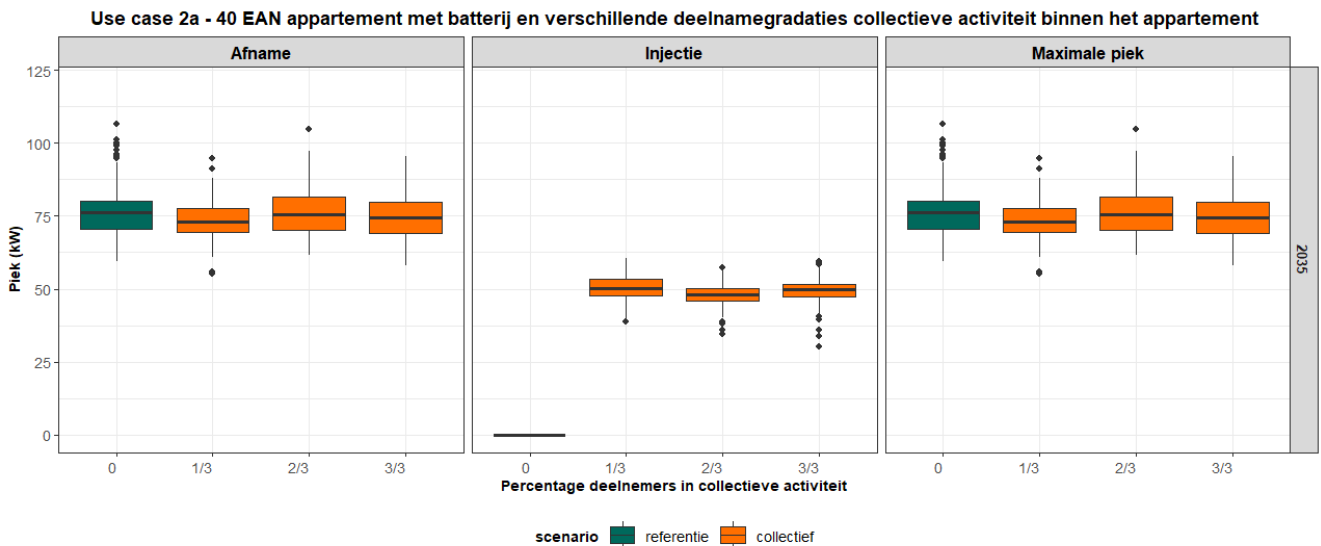 Use case 2a - 40 EAN appartement met batterij en verschillende deelnamegradaties collectieve activiteit binnen het appartement
Afname
Injectie
Maximale piek
125
100
75
50
25
0
Piek (kW)
2035
0 1/3 2/3 3/3
0 1/3 2/3 3/3
0 1/3 2/3 3/3
Percentage deelnemers in collectieve activiteit
scenario referentie collectief